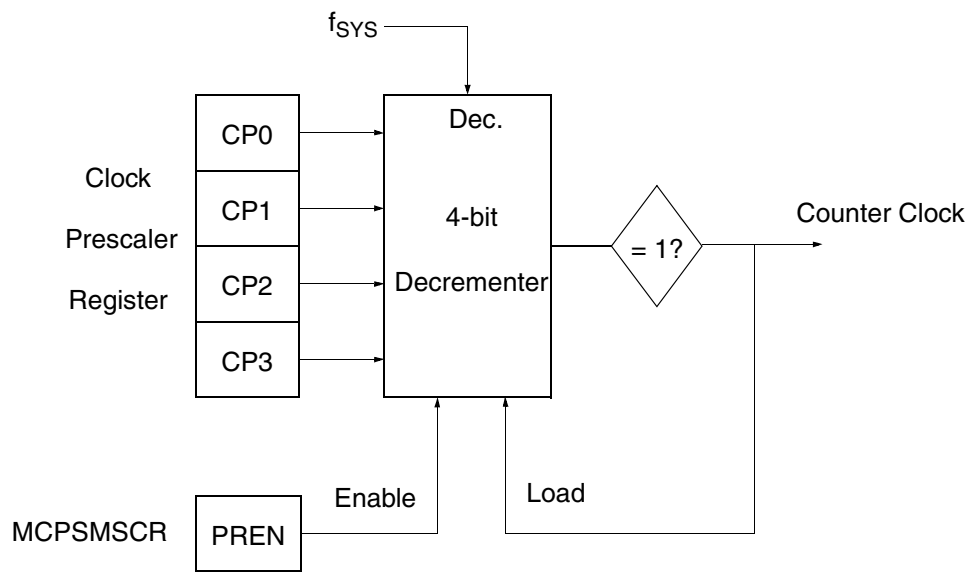 fSYS
CP0
Dec.
Clock
CP1
4-bit
Counter Clock
Prescaler
= 1?
CP2
Decrementer
Register
CP3
Enable
Load
MCPSMSCR
PREN